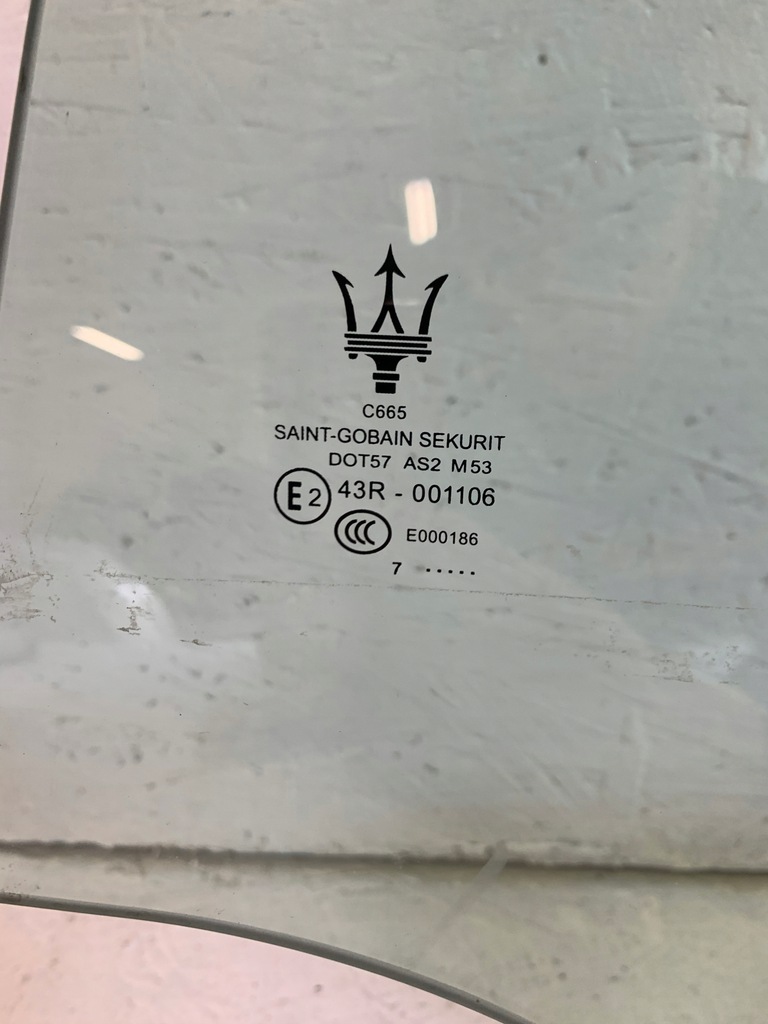 C665
SAINT-GOBAIN SEKURIT
DOT57 AS2 M53
E2 43R - 001106
CCC E000186
7 .....